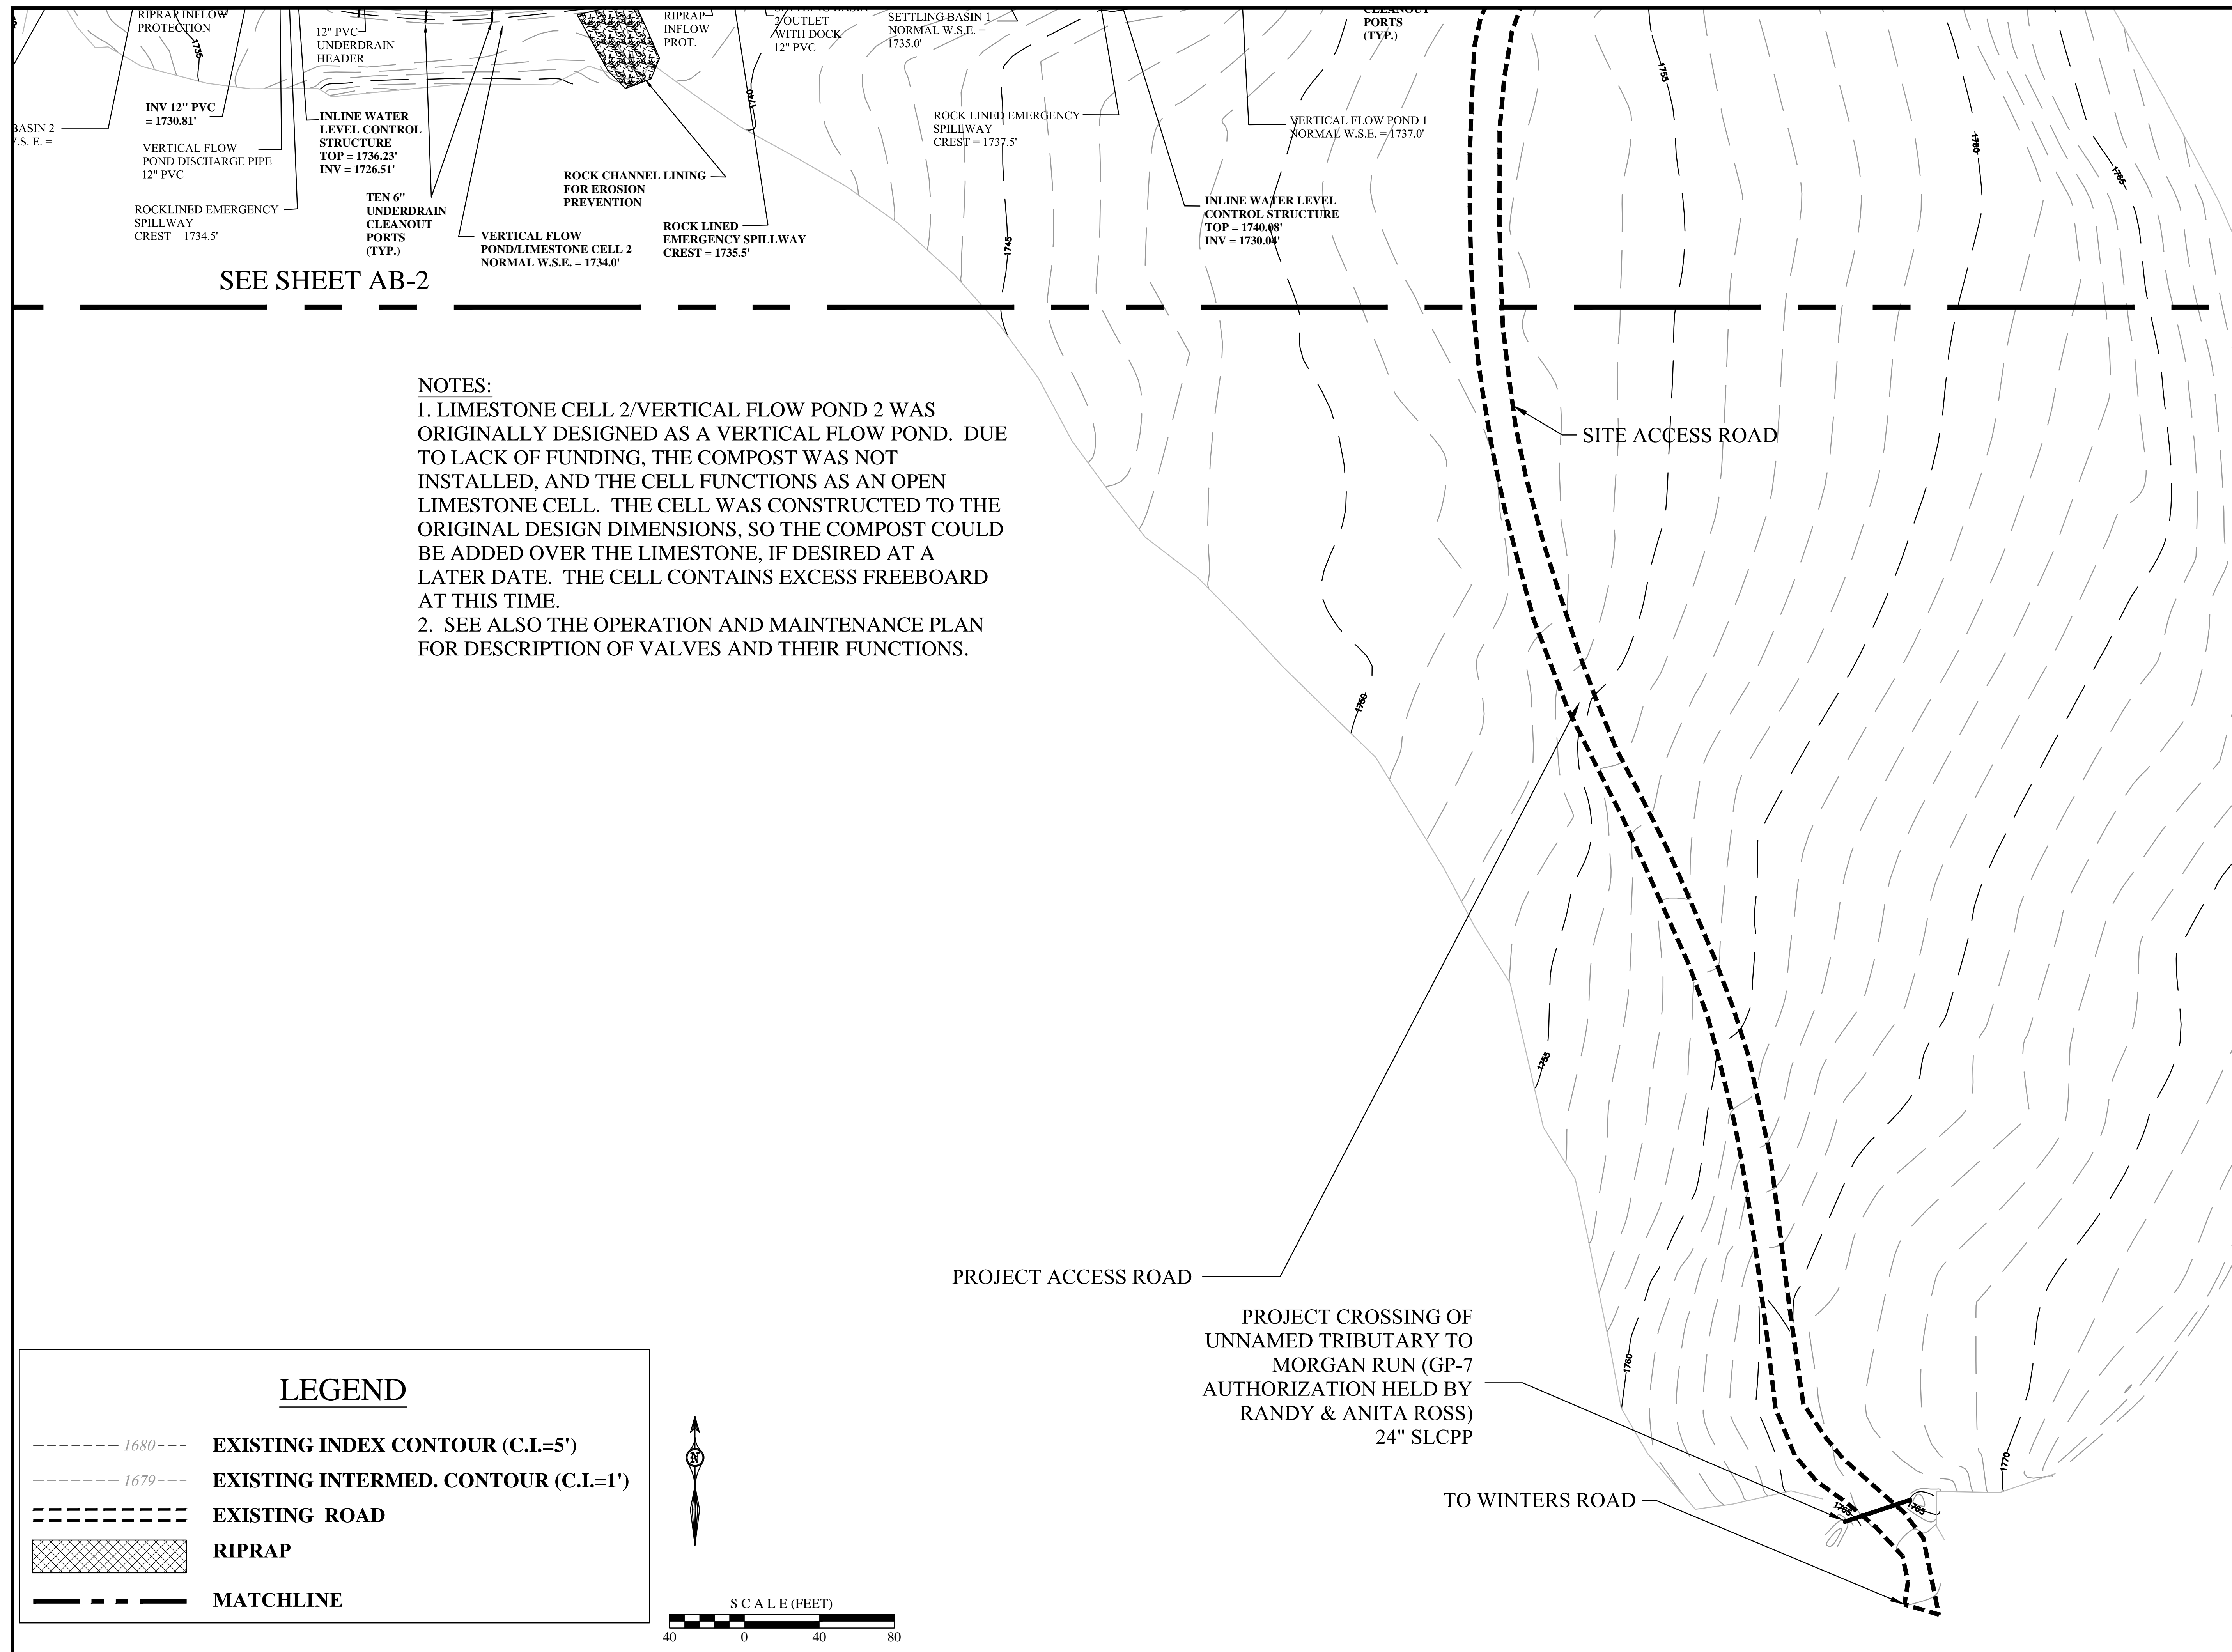 RIPRAP INFLOW
PROTECTION
1735
12" PVC
UNDERDRAIN
HEADER
RIPRAP
INFLOW
PROT.
2 OUTLET
WITH DOCK
12" PVC
SETTLING BASIN 1
NORMAL W.S.E. =
1735.0'
CLEANOUT
PORTS
(TYP.)
1755
1740
1760
1765
BASIN 2
.S. E. =
INV 12" PVC
= 1730.81'
VERTICAL FLOW
POND DISCHARGE PIPE
12" PVC
ROCKLINED EMERGENCY
SPILLWAY
CREST = 1734.5'
INLINE WATER
LEVEL CONTROL
STRUCTURE
TOP = 1736.23'
INV = 1726.51'
TEN 6"
UNDERDRAIN
CLEANOUT
PORTS
(TYP.)
VERTICAL FLOW
POND/LIMESTONE CELL 2
NORMAL W.S.E. = 1734.0'
ROCK CHANNEL LINING
FOR EROSION
PREVENTION
ROCK LINED
EMERGENCY SPILLWAY
CREST = 1735.5'
ROCK LINED EMERGENCY
SPILLWAY
CREST = 1737.5'
VERTICAL FLOW POND 1
NORMAL W.S.E. = 1737.0'
INLINE WATER LEVEL
CONTROL STRUCTURE
TOP = 1740.08'
INV = 1730.04'
1745
SEE SHEET AB-2
NOTES:
1. LIMESTONE CELL 2/VERTICAL FLOW POND 2 WAS
ORIGINALLY DESIGNED AS A VERTICAL FLOW POND.  DUE
TO LACK OF FUNDING, THE COMPOST WAS NOT
INSTALLED, AND THE CELL FUNCTIONS AS AN OPEN
LIMESTONE CELL.  THE CELL WAS CONSTRUCTED TO THE
ORIGINAL DESIGN DIMENSIONS, SO THE COMPOST COULD
BE ADDED OVER THE LIMESTONE, IF DESIRED AT A
LATER DATE.  THE CELL CONTAINS EXCESS FREEBOARD
AT THIS TIME.
2.  SEE ALSO THE OPERATION AND MAINTENANCE PLAN
FOR DESCRIPTION OF VALVES AND THEIR FUNCTIONS.
SITE ACCESS ROAD
1750
1755
PROJECT ACCESS ROAD
PROJECT CROSSING OF
UNNAMED TRIBUTARY TO
MORGAN RUN (GP-7
AUTHORIZATION HELD BY
RANDY & ANITA ROSS)
24" SLCPP
1760
1770
1765
1765
TO WINTERS ROAD
LEGEND
1680
EXISTING INDEX CONTOUR (C.I.=5')
1679
EXISTING INTERMED. CONTOUR (C.I.=1')
EXISTING  ROAD
RIPRAP
MATCHLINE
N
S C A L E (FEET)
40 0 40 80